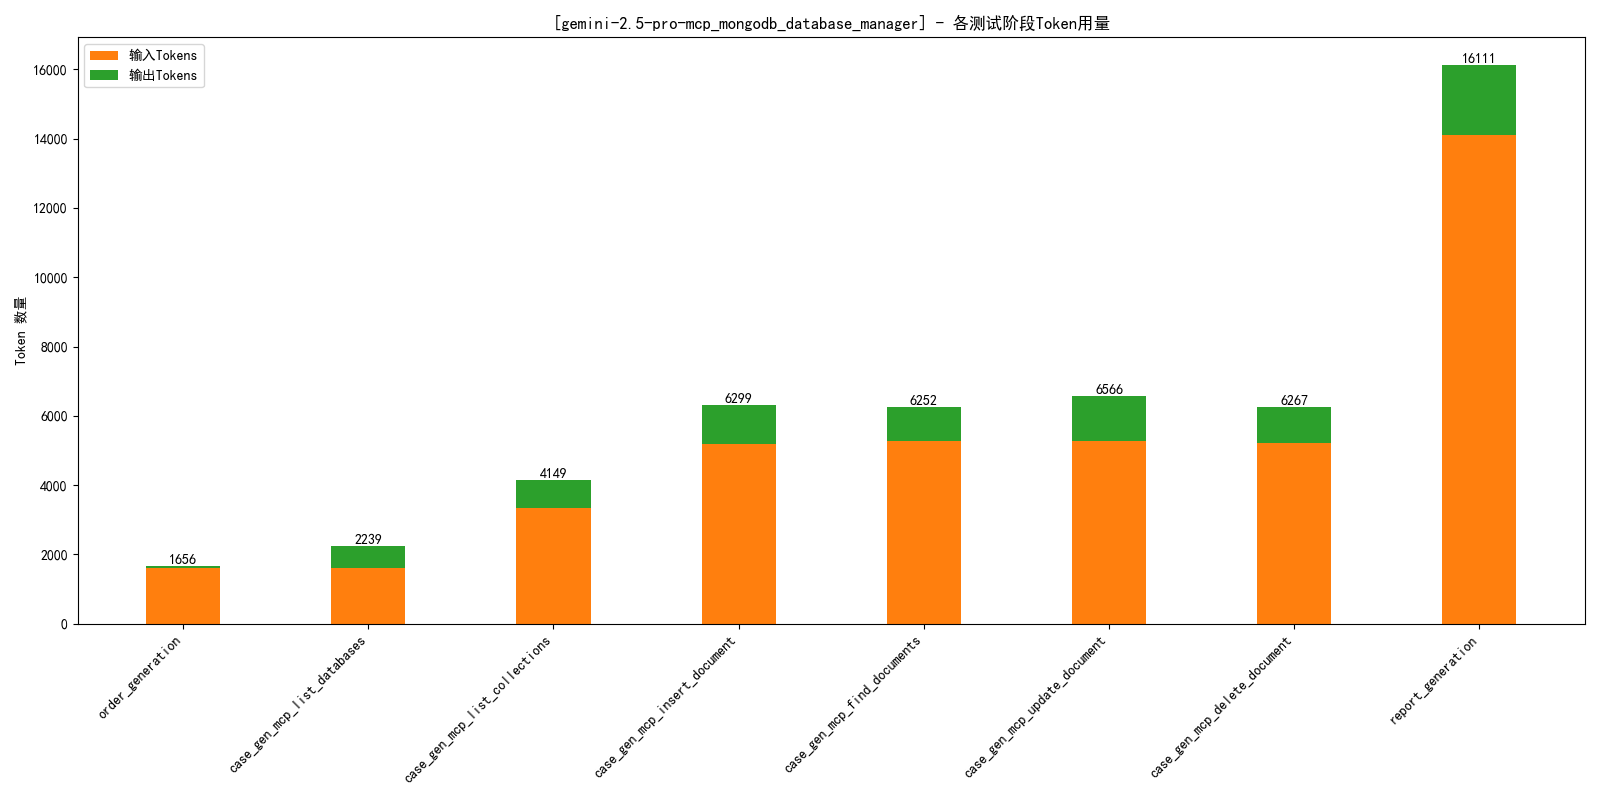 [gemini-2.5-pro-mcp_mongodb_database_manager] - 各测试阶段Token用量
输入Tokens
输出Tokens
Token 数量
16000
14000
12000
10000
8000
6000
4000
2000
0
1656
2239
4149
6299
6252
6566
6267
16111
order_generation
case_gen_mcp_list_databases
case_gen_mcp_list_collections
case_gen_mcp_insert_document
case_gen_mcp_find_documents
case_gen_mcp_update_document
case_gen_mcp_delete_document
report_generation